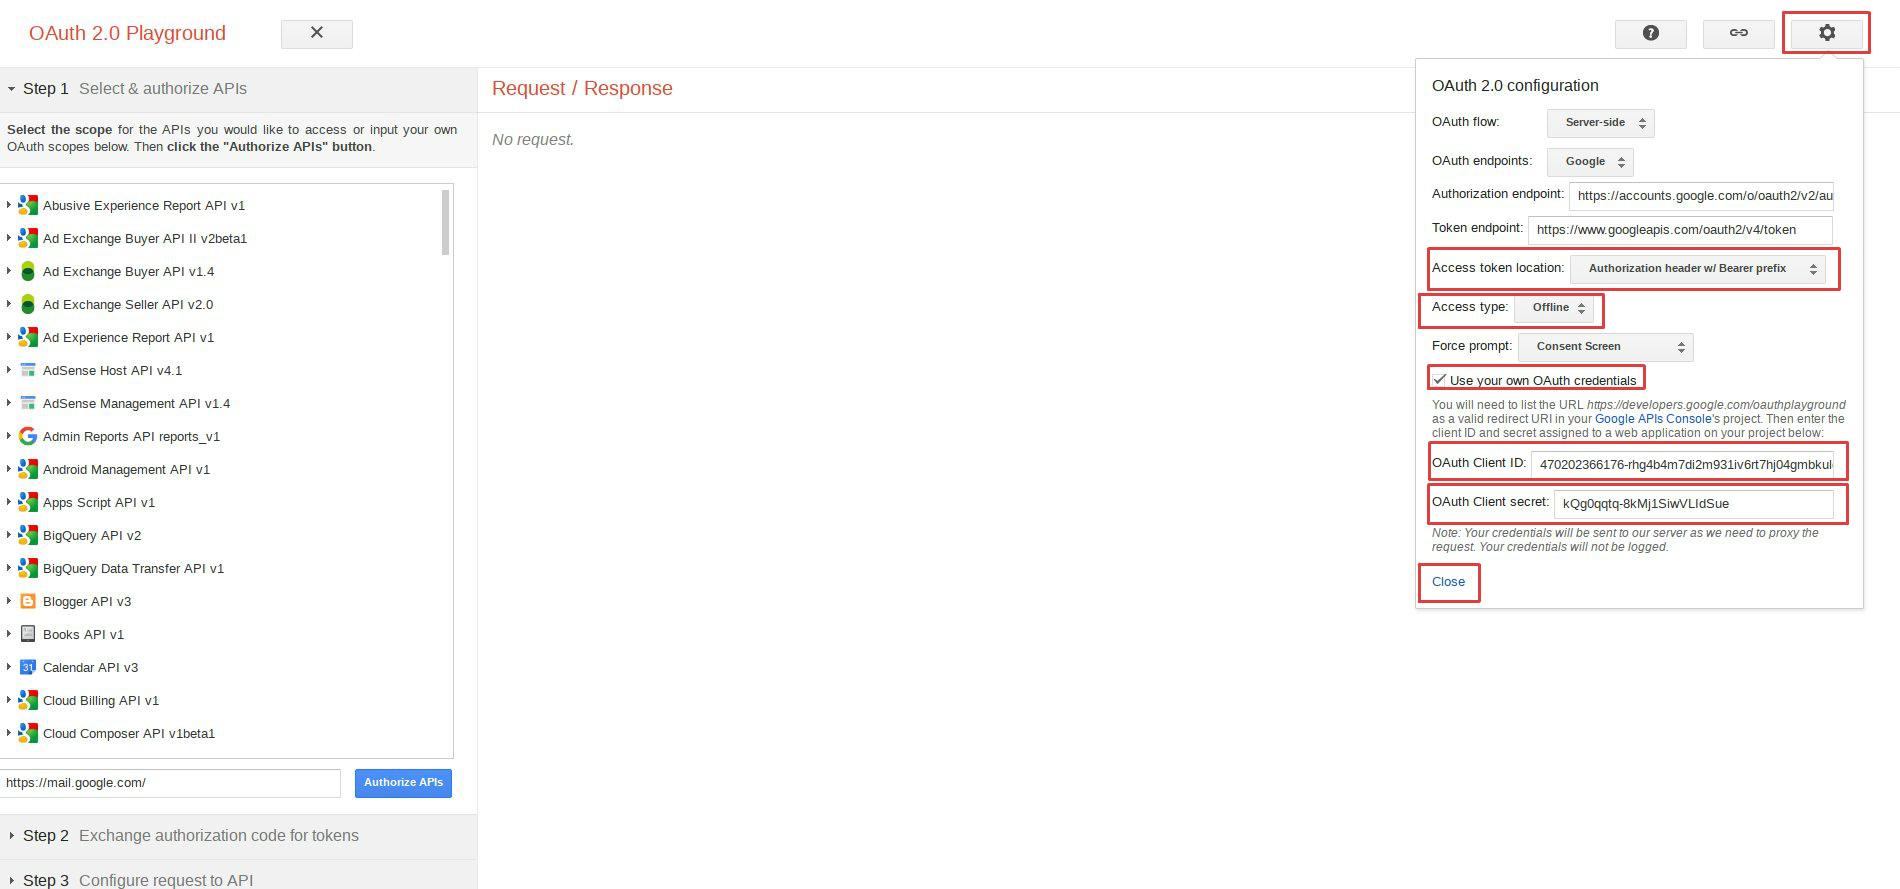 OAuth 2.0 Playground
Step 1 Select & authorize APIs
Select the scope for the APIs you would like to access or input your own
OAuth scopes below. Then click the "Authorize APIs" button.
Abusive Experience Report API v1
Ad Exchange Buyer API II v2beta1
Ad Exchange Buyer API v1.4
Ad Exchange Seller API v2.0
Ad Experience Report API v1
AdSense Host API v4.1
AdSense Management API v1.4
Admin Reports API reports_v1
Android Management API v1
Apps Script API v1
BigQuery API v2
BigQuery Data Transfer API v1
Blogger API v3
Books API v1
31 Calendar API v3
Cloud Billing API v1
Cloud Composer API v1beta1
https://mail.google.com/ Authorize APIs
Step 2 Exchange authorization code for tokens
Step 3 Configure request to API
Request / Response
No request.
OAuth 2.0 configuration
OAuth flow: Server-side
OAuth endpoints: Google
Authorization endpoint: https://accounts.google.com/o/oauth2/v2/au
Token endpoint: https://www.googleapis.com/oauth2/v4/token
Access token location: Authorization header w/ Bearer prefix
Access type: Offline
Force prompt: Consent Screen
Use your own OAuth credentials
You will need to list the URL https://developers.google.com/oauthplayground
as a valid redirect URI in your Google APIs Console's project. Then enter the
client ID and secret assigned to a web application on your project below:
OAuth Client ID: 470202366176-rhg4b4m7di2m931iv6rt7hj04gmbkul
OAuth Client secret: kQg0qqtq-8kMj1SiwVLIdSue
Note: Your credentials will be sent to our server as we need to proxy the
request. Your credentials will not be logged.
Close